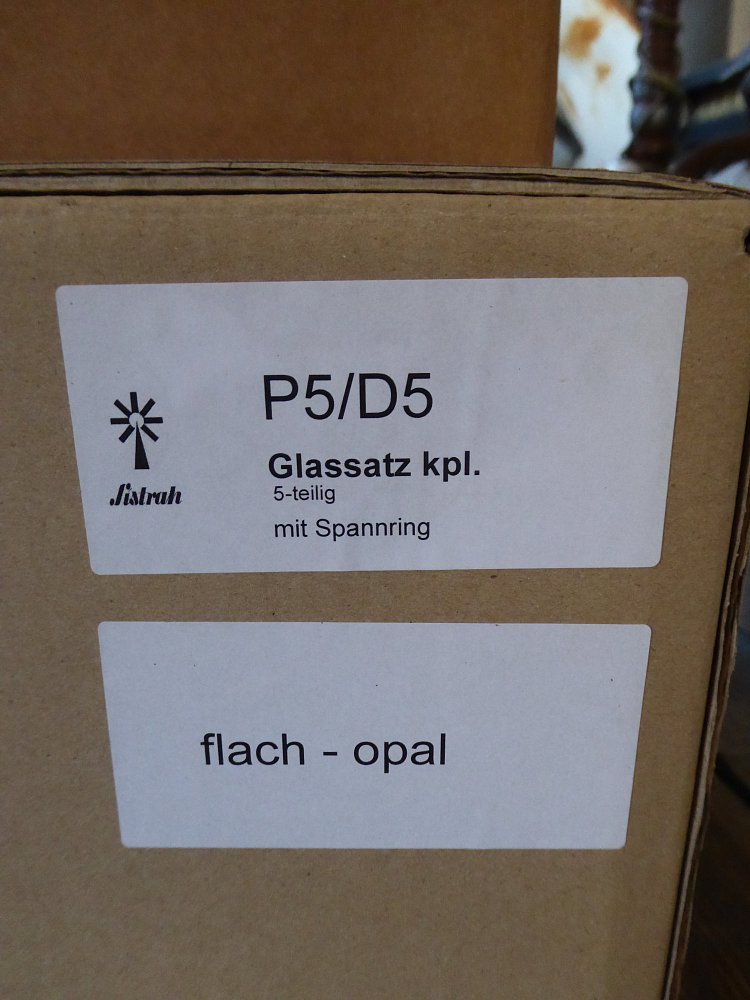 P5/D5
Sistrah
Glassatz kpl.
5-teilig
mit Spannring
flach - opal